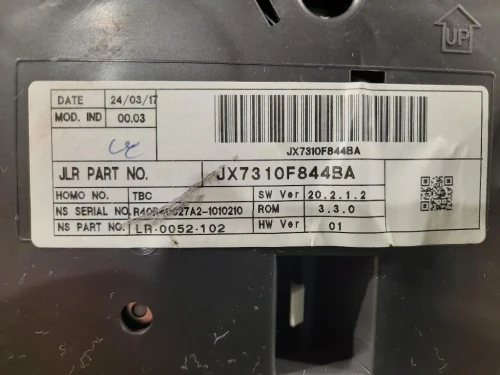 UP
DATE 24/03/17
MOD. IND 00.03
JX7310F844BA
JLR PART NO. JX7310F844BA
HOMO NO. TBC SW Ver 20.2.1.2
NS SERIAL NO. ROM 3.3.0
NS PART NO. LR-0052-102 HW Ver 01